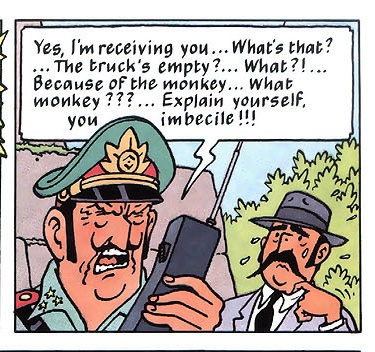 Yes, I'm receiving you... What's that?
... The truck's empty?... What?!...
Because of the monkey... What
monkey ???... Explain yourself,
you imbecile!!!